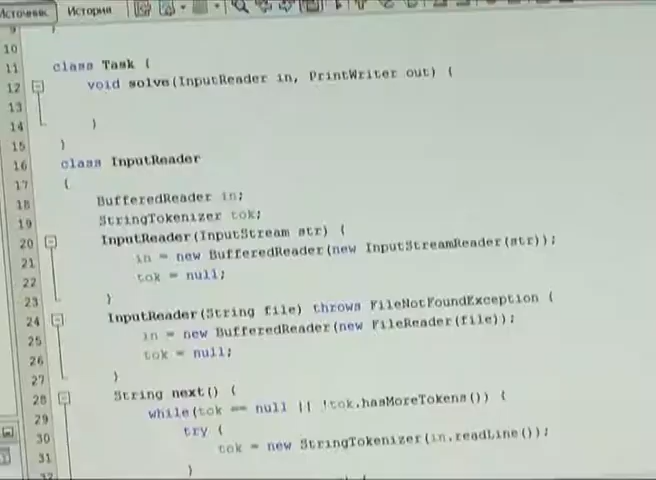 Источник История
9
10
11 class Task {
12 void solve(InputReader in, PrintWriter out) {
13
14 }
15 }
16 class InputReader
17 {
18 BufferedReader in;
19 StringTokenizer tok;
20 InputReader(InputStream str) {
21 in = new BufferedReader(new InputStreamReader(str));
22 tok = null;
23 }
24 InputReader(String file) throws FileNotFoundException {
25 in = new BufferedReader(new FileReader(file));
26 tok = null;
27 }
28 String next() {
29 while(tok == null || !tok.hasMoreTokens()) {
30 try {
31 tok = new StringTokenizer(in.readLine());
32 }